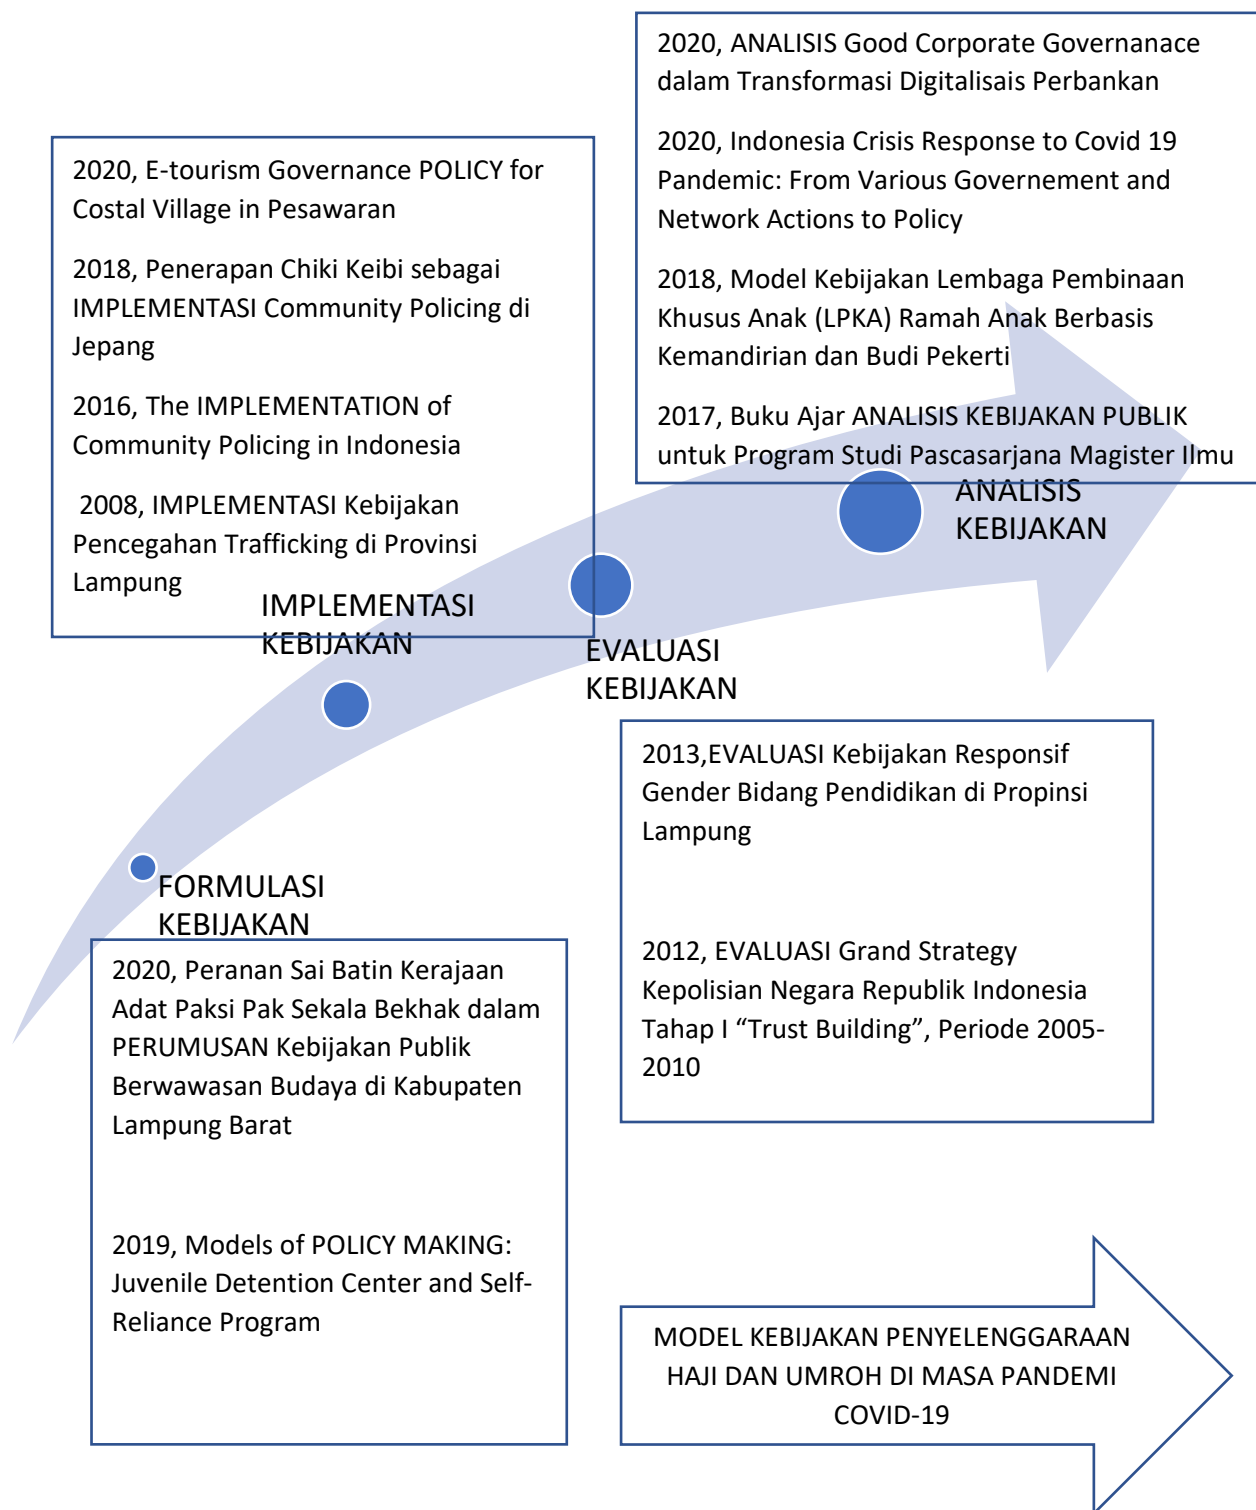 2020, ANALISIS Good Corporate Governanace
dalam Transformasi Digitalisais Perbankan
2020, Indonesia Crisis Response to Covid 19
Pandemic: From Various Governement and
Network Actions to Policy
2018, Model Kebijakan Lembaga Pembinaan
Khusus Anak (LPKA) Ramah Anak Berbasis
Kemandirian dan Budi Pekerti
2017, Buku Ajar ANALISIS KEBIJAKAN PUBLIK
untuk Program Studi Pascasarjana Magister Ilmu
ANALISIS
KEBIJAKAN
2020, E-tourism Governance POLICY for
Costal Village in Pesawaran
2018, Penerapan Chiki Keibi sebagai
IMPLEMENTASI Community Policing di
Jepang
2016, The IMPLEMENTATION of
Community Policing in Indonesia
2008, IMPLEMENTASI Kebijakan
Pencegahan Trafficking di Provinsi
Lampung
IMPLEMENTASI
KEBIJAKAN
EVALUASI
KEBIJAKAN
2013,EVALUASI Kebijakan Responsif
Gender Bidang Pendidikan di Propinsi
Lampung
2012, EVALUASI Grand Strategy
Kepolisian Negara Republik Indonesia
Tahap I “Trust Building”, Periode 2005-
2010
FORMULASI
KEBIJAKAN
2020, Peranan Sai Batin Kerajaan
Adat Paksi Pak Sekala Bekhak dalam
PERUMUSAN Kebijakan Publik
Berwawasan Budaya di Kabupaten
Lampung Barat
2019, Models of POLICY MAKING:
Juvenile Detention Center and Self-
Reliance Program
MODEL KEBIJAKAN PENYELENGGARAAN
HAJI DAN UMROH DI MASA PANDEMI
COVID-19